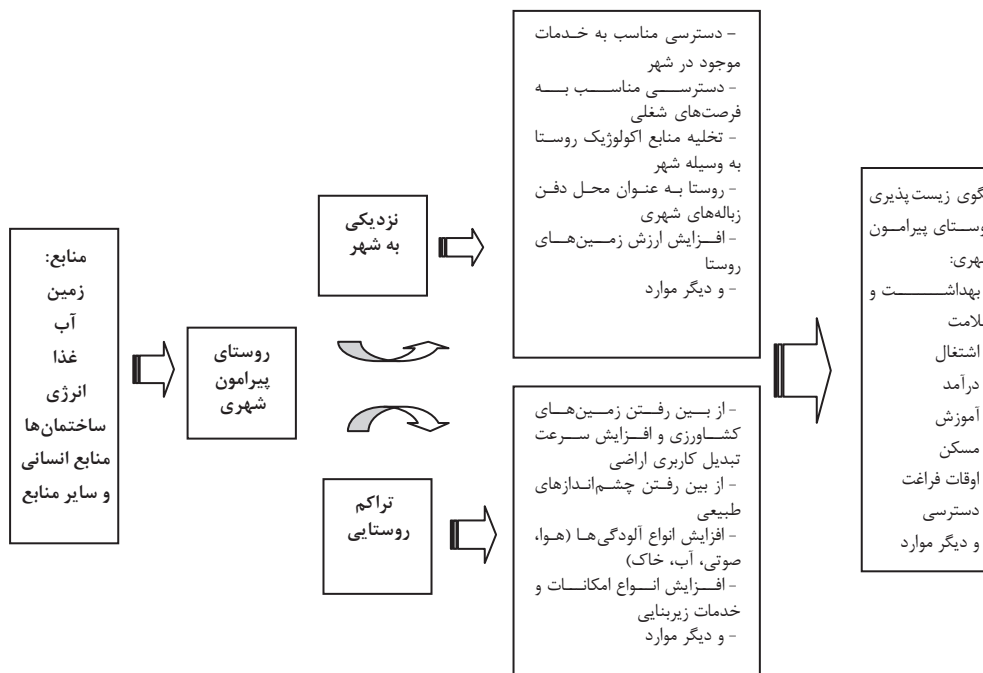 منابع:
زمین
آب
غذا
انرژی
ساختمان‌ها
منابع انسانی
و سایر منابع
روستای
پیرامون
شهری
نزدیکی
به شهر
تراکم
روستایی
- دسترسی مناسب به خدمات
موجود در شهر
- دسترسی مناسب به
فرصت‌های شغلی
- تخلیه منابع اکولوژیک روستا
به وسیله شهر
- روستا به عنوان محل دفن
زباله‌های شهری
- افزایش ارزش زمین‌های
روستا
- و دیگر موارد
- از بین رفتن زمین‌های
کشاورزی و افزایش سرعت
تبدیل کاربری اراضی
- از بین رفتن چشم‌اندازهای
طبیعی
- افزایش انواع آلودگی‌ها (هوا،
صوتی، آب، خاک)
- افزایش انواع امکانات و
خدمات زیربنایی
- و دیگر موارد
گوی زیست‌پذیری
وستای پیرامون
هری:
بهداشت و
لامت
اشتغال
درآمد
آموزش
مسکن
اوقات فراغت
دسترسی
و دیگر موارد